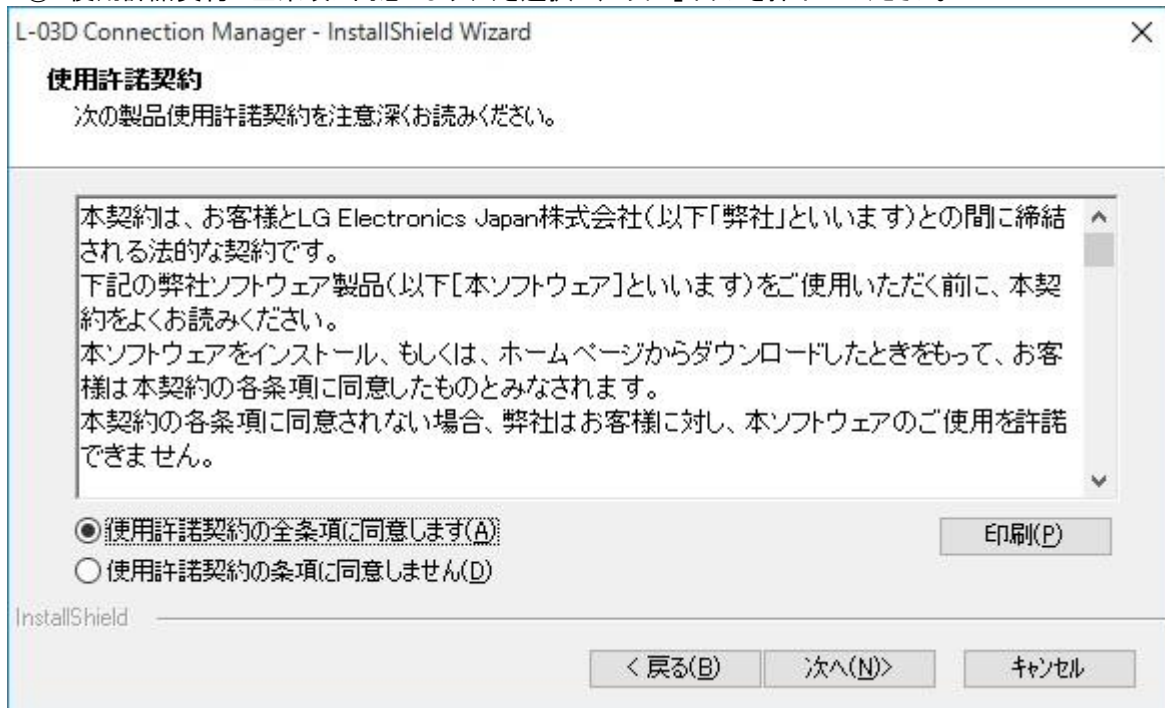 L-03D Connection Manager - InstallShield Wizard
使用許諾契約
次の製品使用許諾契約を注意深くお読みください。
本契約は、お客様とLG Electronics Japan株式会社(以下「弊社」といいます)との間に締結
される法的な契約です。
下記の弊社ソフトウェア製品(以下[本ソフトウェア]といいます)をご使用いただく前に、本契
約をよくお読みください。
本ソフトウェアをインストール、もしくは、ホームページからダウンロードしたときをもって、お客
様は本契約の各条項に同意したものとみなされます。
本契約の各条項に同意されない場合、弊社はお客様に対し、本ソフトウェアのご使用を許諾
できません。
使用許諾契約の全条項に同意します(A)
印刷(P)
使用許諾契約の条項に同意しません(D)
InstallShield
< 戻る(B) 次へ(N)> キャンセル